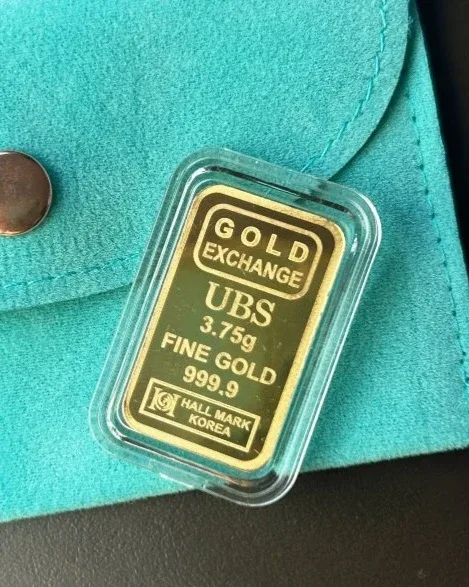 GOLD
EXCHANGE
UBS
3.75g
FINE GOLD
999.9
HALL MARK
KOREA